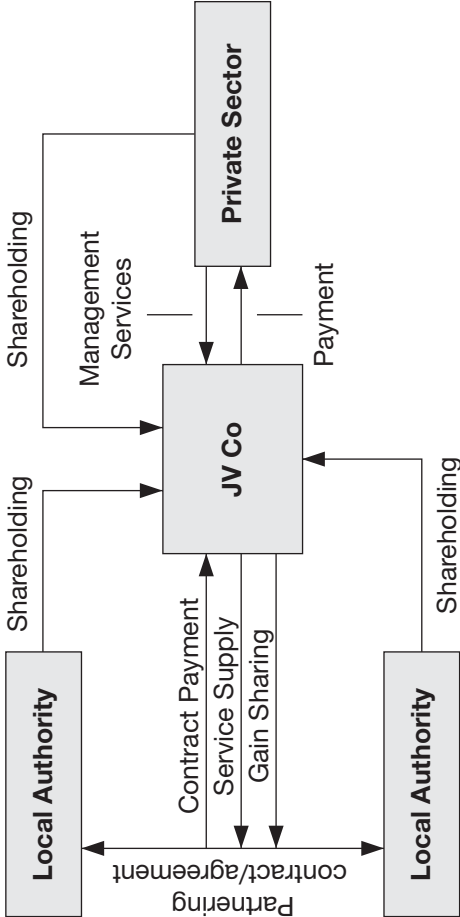 Local Authority
Shareholding
Shareholding
Private Sector
Management
Services
Payment
JV Co
Contract Payment
Service Supply
Gain Sharing
Partnering
contract/agreement
Local Authority
Shareholding